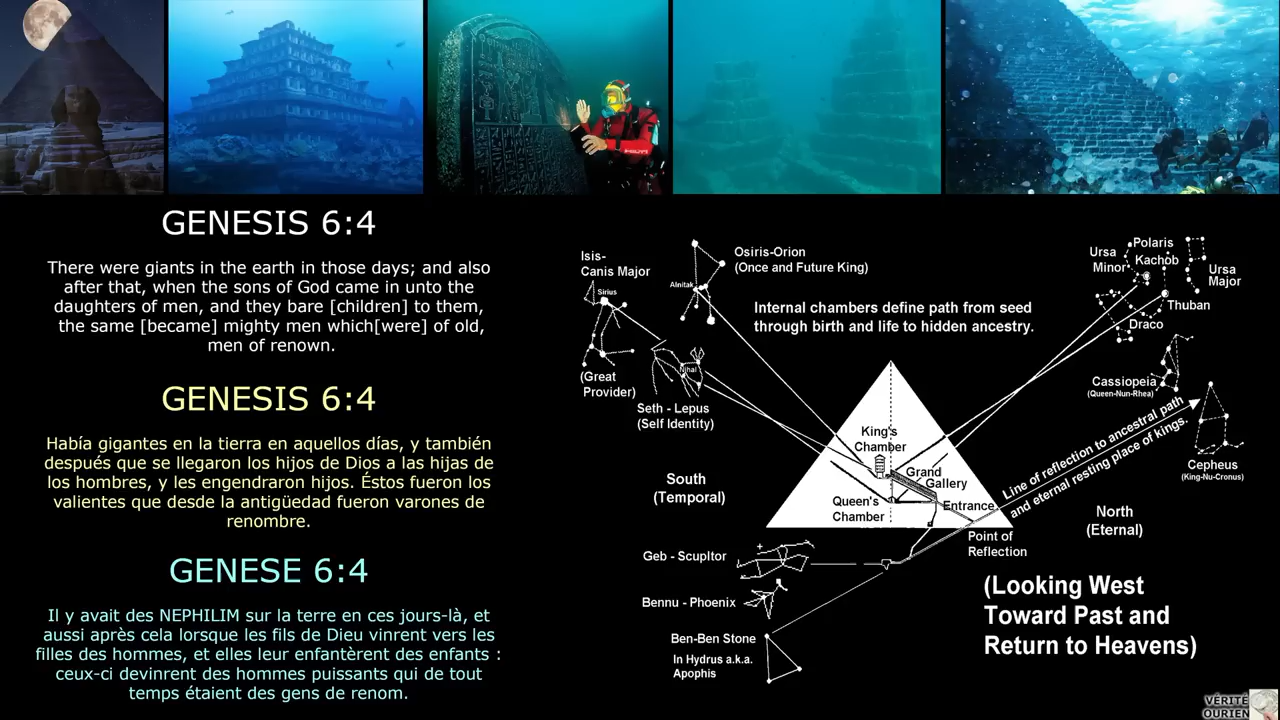 GENESIS 6:4
There were giants in the earth in those days; and also
after that, when the sons of God came in unto the
daughters of men, and they bare [children] to them,
the same [became] mighty men which[were] of old,
men of renown.
GENESIS 6:4
Había gigantes en la tierra en aquellos días, y también
después que se llegaron los hijos de Dios a las hijas de
los hombres, y les engendraron hijos. Éstos fueron los
valientes que desde la antigüedad fueron varones de
renombre.
GENESE 6:4
Il y avait des NEPHILIM sur la terre en ces jours-là, et
aussi après cela lorsque les fils de Dieu vinrent vers les
filles des hommes, et elles leur enfantèrent des enfants :
ceux-ci devinrent des hommes puissants qui de tout
temps étaient des gens de renom.
Isis-
Canis Major
Sirius
(Great
Provider)
Osiris-Orion
(Once and Future King)
Alnitak
Nihal
Seth - Lepus
(Self Identity)
Internal chambers define path from seed
through birth and life to hidden ancestry.
Ursa
Minor
Polaris
Kachob
Ursa
Major
Thuban
Draco
Cassiopeia
(Queen-Nun-Rhea)
Cepheus
(King-Nu-Cronus)
King's
Chamber
Grand
Gallery
Queen's
Chamber
Entrance
Line of reflection to ancestral path
and eternal resting place of kings.
South
(Temporal)
North
(Eternal)
Point of
Reflection
Geb - Scupltor
Bennu - Phoenix
Ben-Ben Stone
In Hydrus a.k.a.
Apophis
(Looking West
Toward Past and
Return to Heavens)
VÉRITÉ
OURIEN